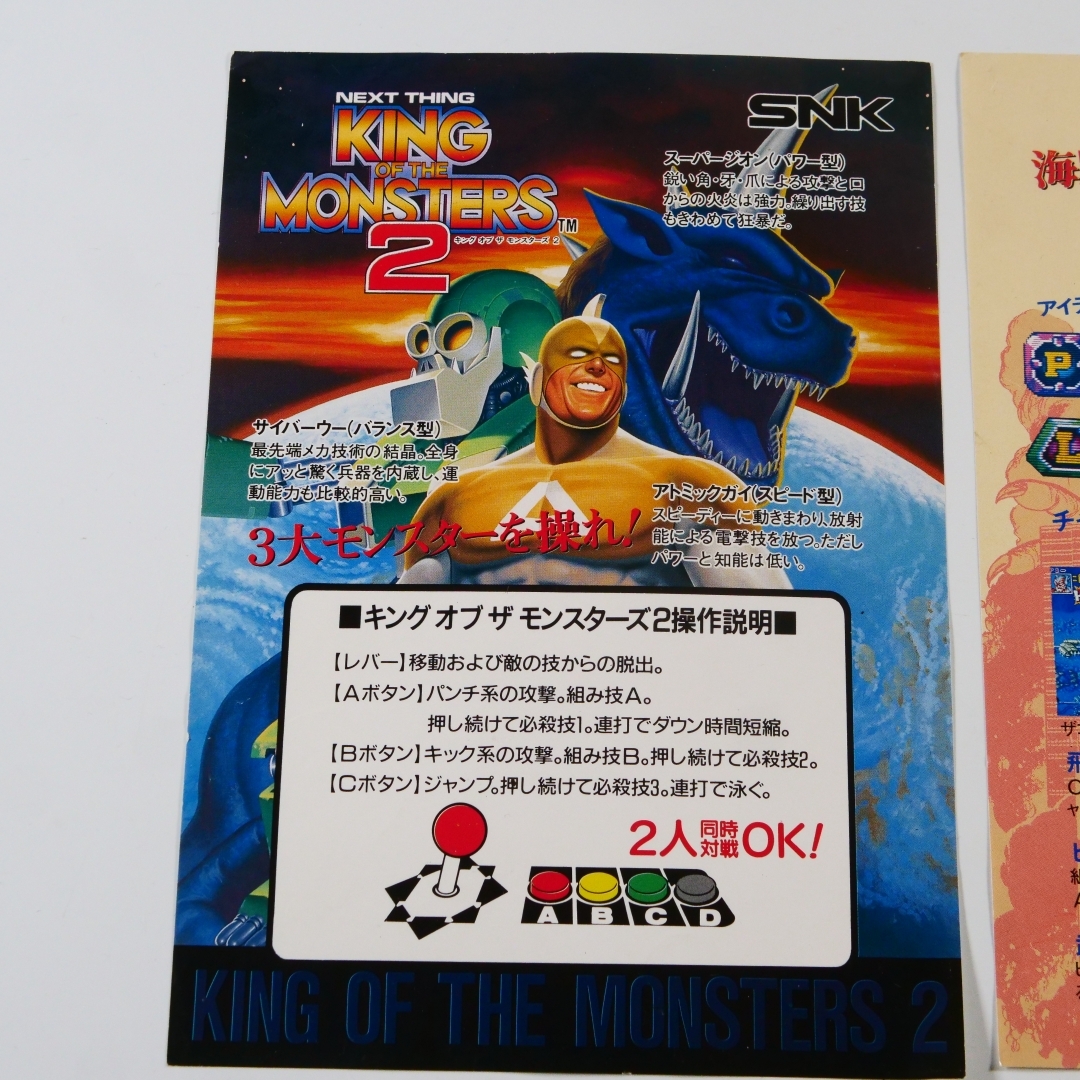 NEXT THING
KING
OF THE
MONSTERS
2
TM
キング オブ ザ モンスターズ 2
SNK
スーパージオン(パワー型)
鋭い角・牙・爪による攻撃と口
からの火炎は強力。繰り出す技
もきわめて狂暴だ。
サイバーウー(バランス型)
最先端メカ技術の結晶。全身
にアッと驚く兵器を内蔵し、運
動能力も比較的高い。
アトミックガイ(スピード型)
スピーディーに動きまわり、放射
能による電撃技を放つ。ただし
パワーと知能は低い。
3大モンスターを操れ!
■キング オブ ザ モンスターズ2操作説明■
【レバー】移動および敵の技からの脱出。
【Aボタン】パンチ系の攻撃。組み技A。
押し続けて必殺技1。連打でダウン時間短縮。
【Bボタン】キック系の攻撃。組み技B。押し続けて必殺技2。
【Cボタン】ジャンプ。押し続けて必殺技3。連打で泳ぐ。
2人同時対戦OK!
A B C D
KING OF THE MONSTERS 2
海
アイテ
P
L
チー
飛